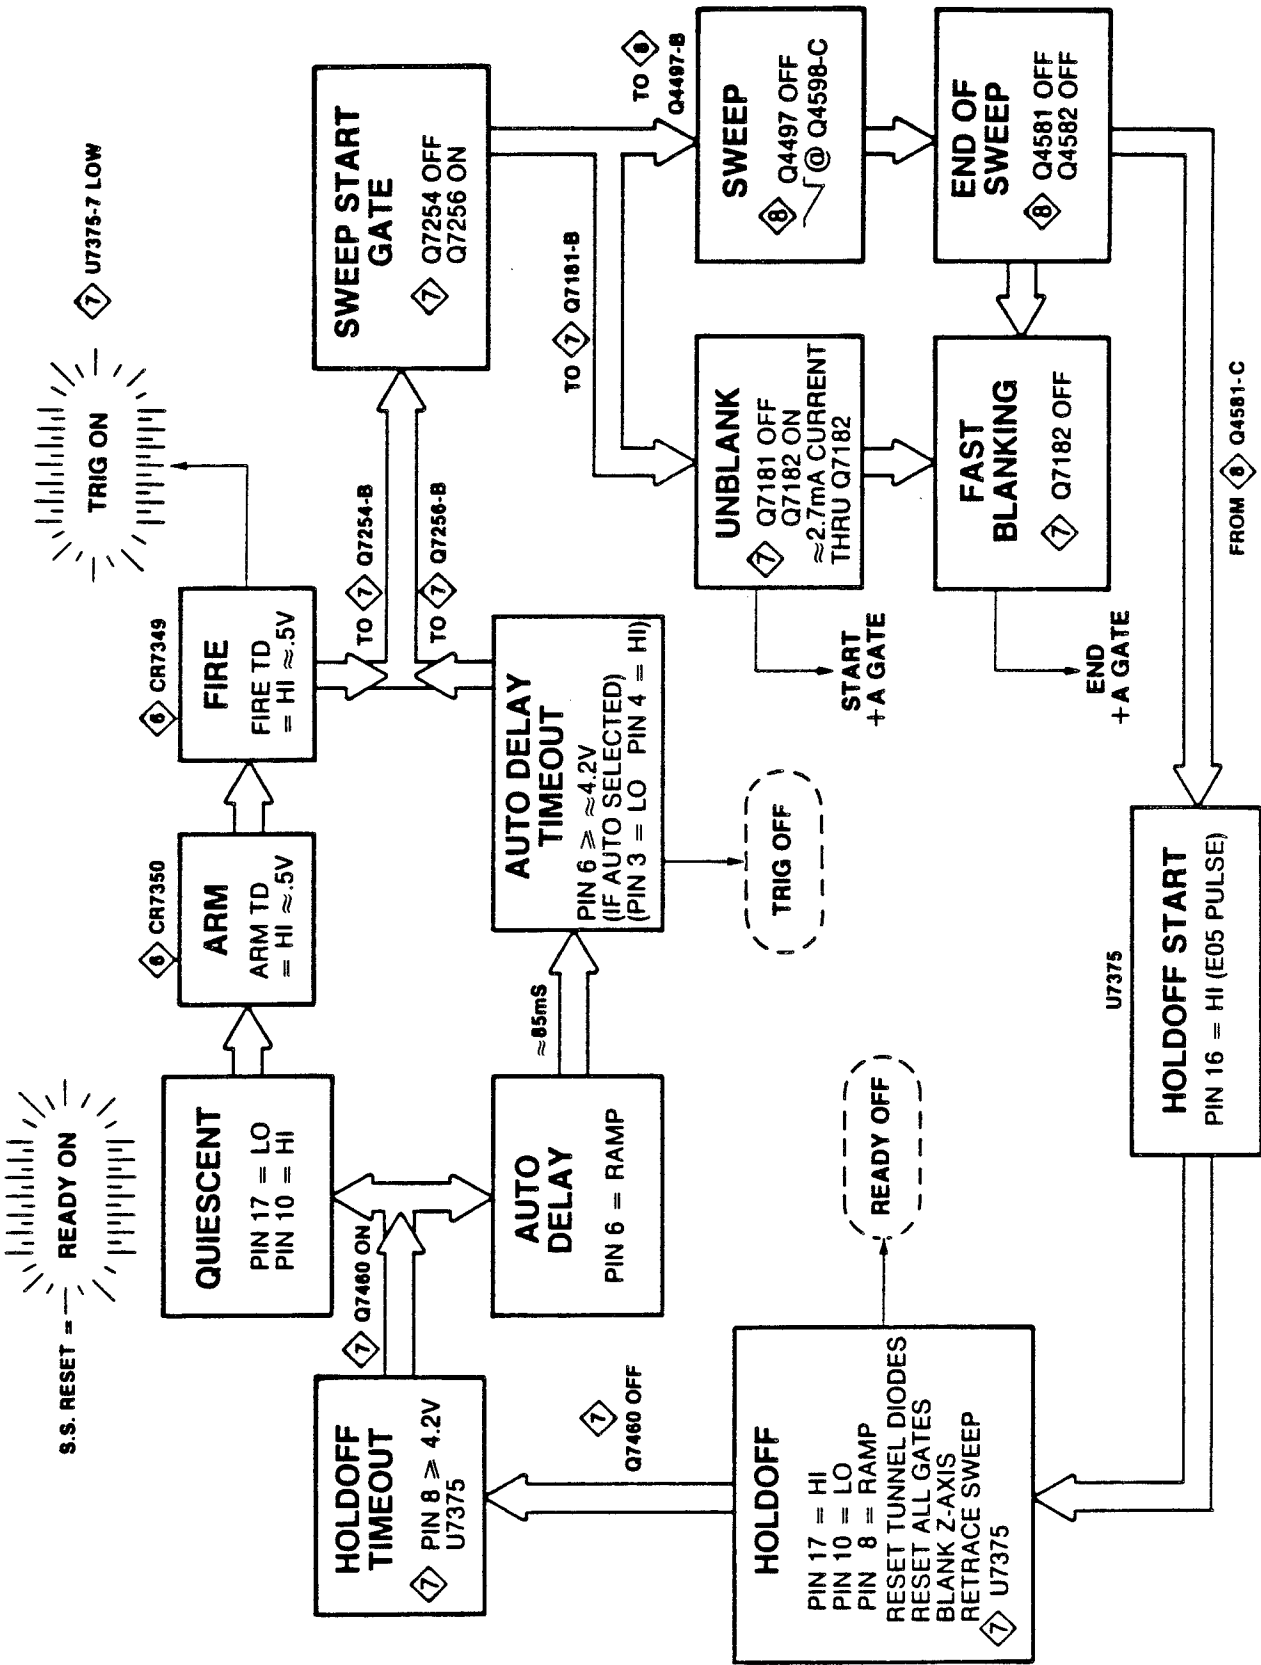 S.S. RESET =
READY ON
QUIESCENT
PIN 17 = LO
PIN 10 = HI
6 CR7350
ARM
ARM TD
= HI ≈.5V
6 CR7349
FIRE
FIRE TD
= HI ≈.5V
TRIG ON
7 U7375-7 LOW
HOLDOFF
TIMEOUT
7 PIN 8 ⩾ 4.2V
U7375
7 Q7460 ON
AUTO
DELAY
PIN 6 = RAMP
≈85mS
AUTO DELAY
TIMEOUT
PIN 6 ⩾ ≈4.2V
(IF AUTO SELECTED)
(PIN 3 = LO PIN 4 = HI)
TRIG OFF
TO 7 Q7254-B
TO 7 Q7256-B
SWEEP START
GATE
7 Q7254 OFF
Q7256 ON
TO 7 Q7181-B
TO 8
Q4497-B
UNBLANK
7 Q7181 OFF
Q7182 ON
≈2.7mA CURRENT
THRU Q7182
START
+A GATE
SWEEP
8 Q4497 OFF
@ Q4598-C
FAST
BLANKING
7 Q7182 OFF
END
+A GATE
END OF
SWEEP
8 Q4581 OFF
Q4582 OFF
FROM 8 Q4581-C
U7375
HOLDOFF START
PIN 16 = HI (E05 PULSE)
HOLDOFF
PIN 17 = HI
PIN 10 = LO
PIN 8 = RAMP
RESET TUNNEL DIODES
RESET ALL GATES
BLANK Z-AXIS
RETRACE SWEEP
7 U7375
READY OFF
7
Q7460 OFF